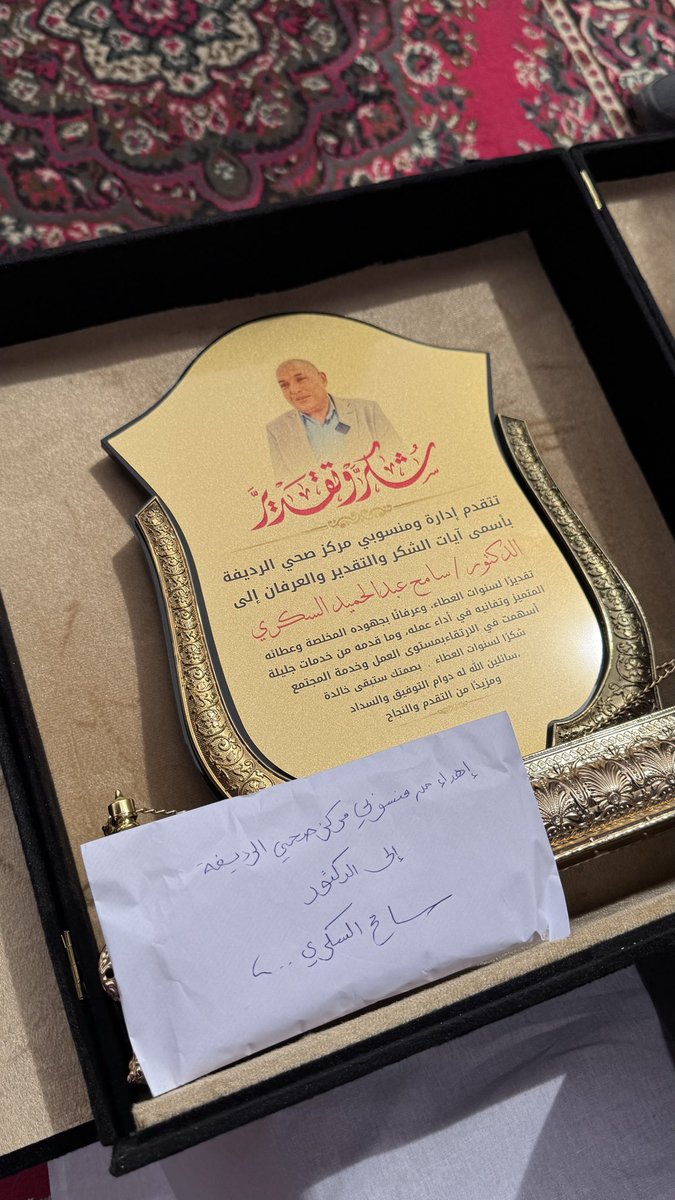 شكر وتقدير
تتقدم إدارة ومنسوبي مركز صحي الرديفة
بأسمى آيات الشكر والتقدير والعرفان إلى
الدكتور / سامح عبدالحميد السكري
تقديرًا لسنوات العطاء، وعرفانًا بجهوده المخلصة وعطائه
المتميز وتفانيه في أداء عمله، وما قدمه من خدمات جليلة
أسهمت في الارتقاء بمستوى العمل وخدمة المجتمع
شكرًا لسنوات العطاء . بصمتك ستبقى خالدة
سائلين الله له دوام التوفيق والسداد،
ومزيدًا من التقدم والنجاح
إهداء من منسوبي مركز صحي الرديفة
إلى الدكتور
سامح السكري ..